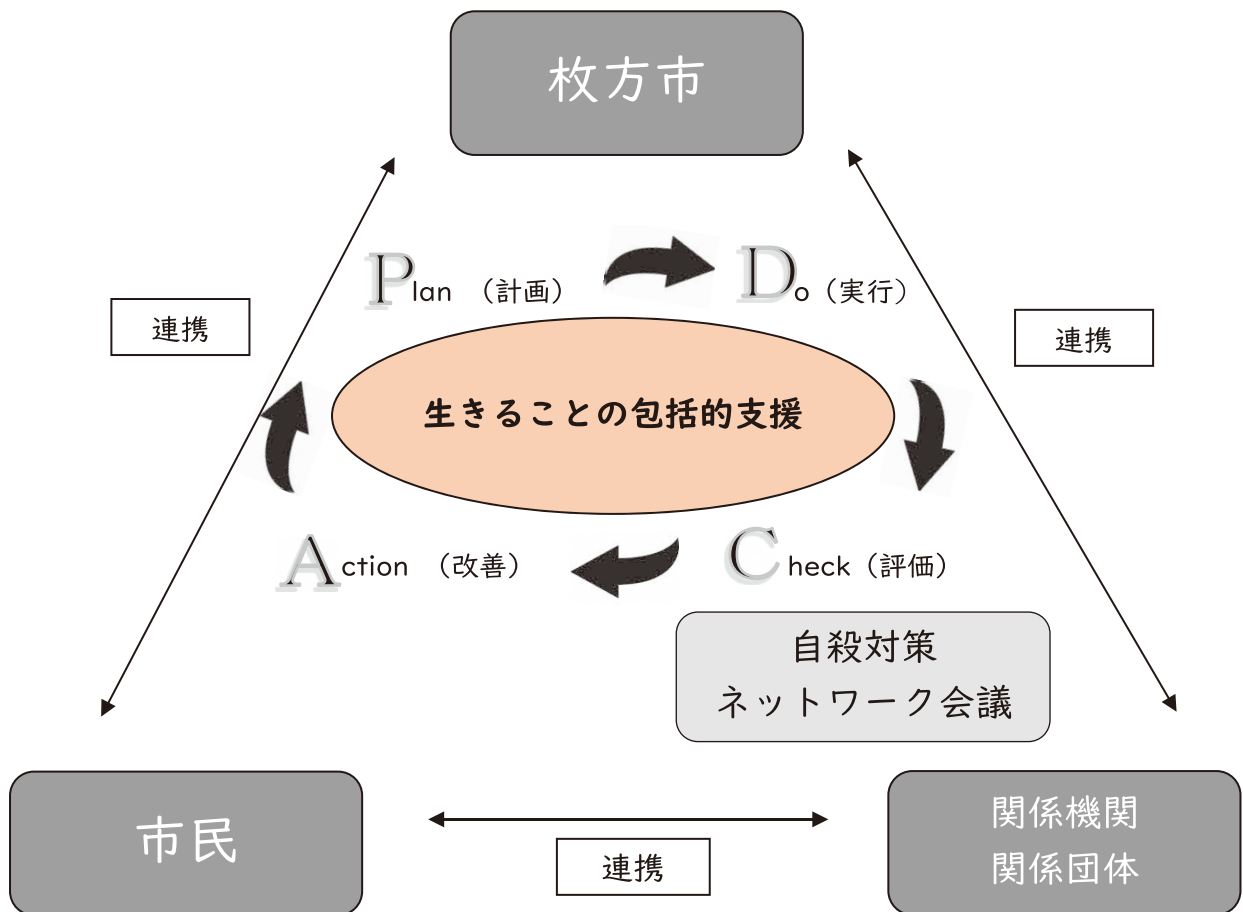 枚方市
Plan （計画）
Do（実行）
連携
連携
生きることの包括的支援
Action （改善）
Check（評価）
自殺対策
ネットワーク会議
市民
関係機関
関係団体
連携